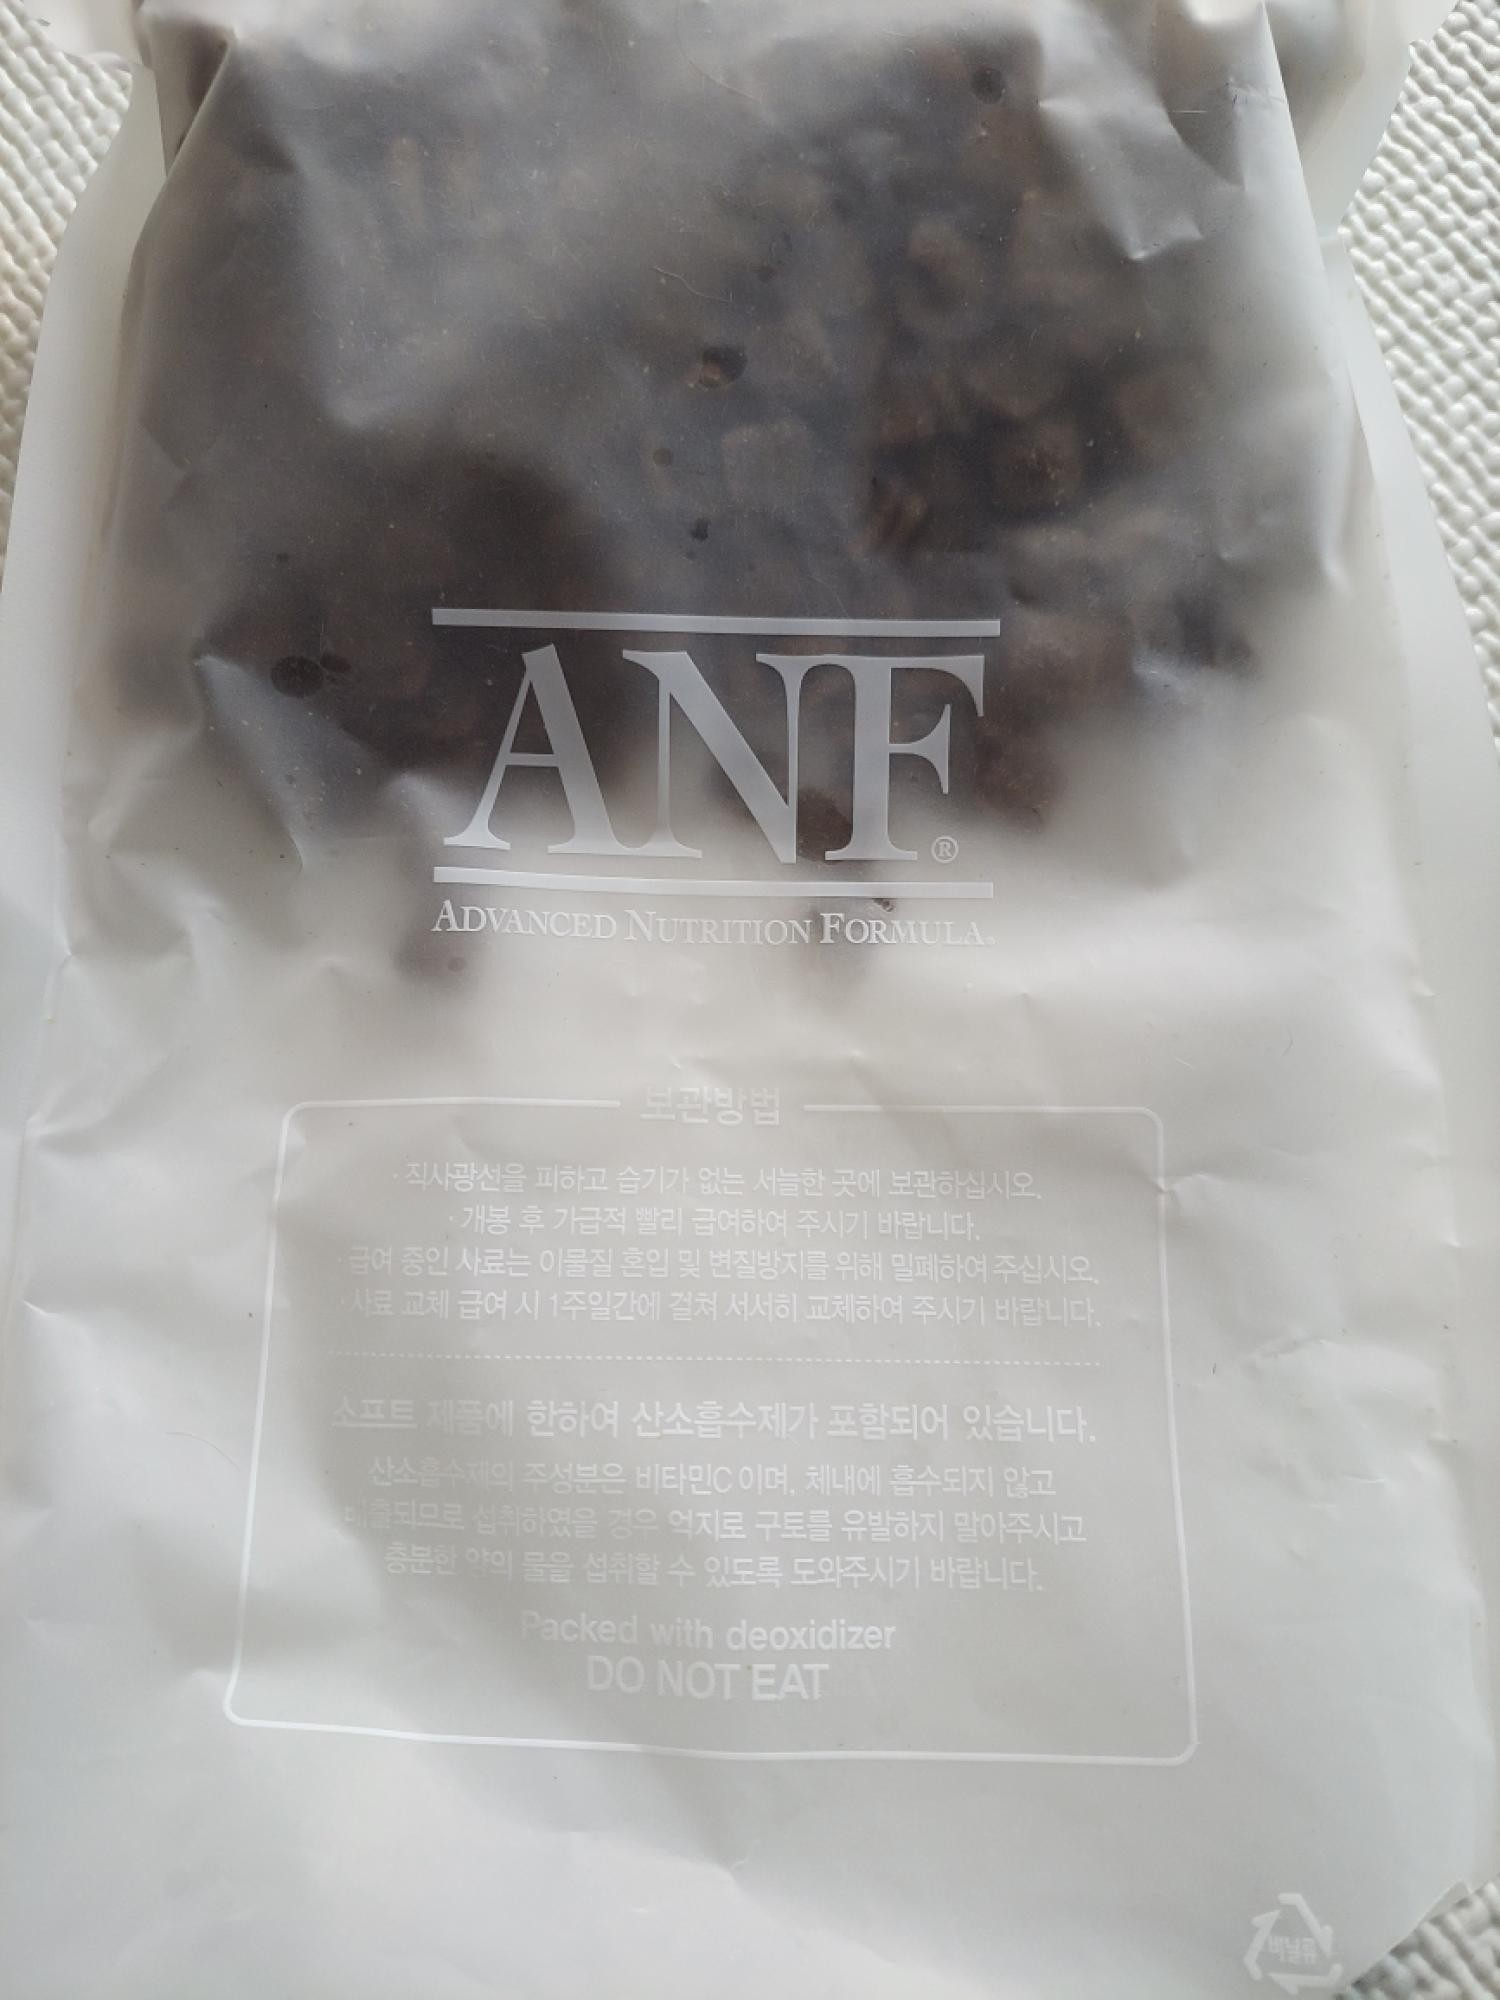 ANF®
ADVANCED NUTRITION FORMULA.
보관방법
· 직사광선을 피하고 습기가 없는 서늘한 곳에 보관하십시오.
· 개봉 후 가급적 빨리 급여하여 주시기 바랍니다.
· 급여 중인 사료는 이물질 혼입 및 변질방지를 위해 밀폐하여 주십시오.
· 사료 교체 급여 시 1주일간에 걸쳐 서서히 교체하여 주시기 바랍니다.
소프트 제품에 한하여 산소흡수제가 포함되어 있습니다.
산소흡수제의 주성분은 비타민C 이며, 체내에 흡수되지 않고
배출되므로 섭취하였을 경우 억지로 구토를 유발하지 말아주시고
충분한 양의 물을 섭취할 수 있도록 도와주시기 바랍니다.
Packed with deoxidizer
DO NOT EAT
비닐류